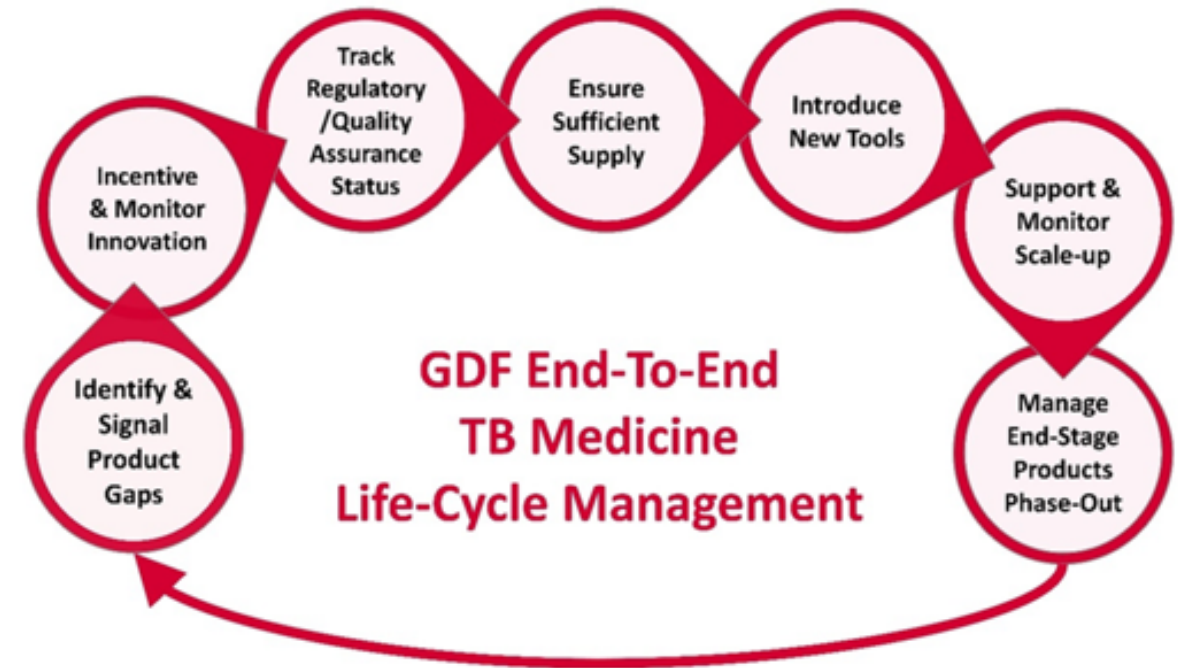 Identify &
Signal
Product
Gaps
Incentive
& Monitor
Innovation
Track
Regulatory
/Quality
Assurance
Status
Ensure
Sufficient
Supply
Introduce
New Tools
Support &
Monitor
Scale-up
Manage
End-Stage
Products
Phase-Out
GDF End-To-End
TB Medicine
Life-Cycle Management